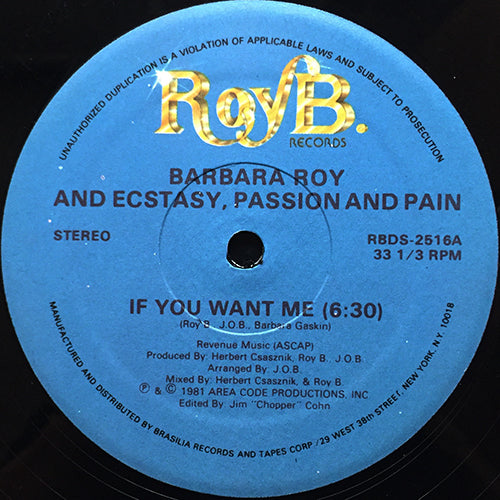 UNAUTHORIZED DUPLICATION IS A VIOLATION OF APPLICABLE LAWS AND SUBJECT TO PROSECUTION
Roy B.
RECORDS
BARBARA ROY
AND ECSTASY, PASSION AND PAIN
STEREO
RBDS-2516A
33 1/3 RPM
IF YOU WANT ME (6:30)
(Roy B., J.O.B., Barbara Gaskin)
Revenue Music (ASCAP)
Produced By: Herbert Csasznik, Roy B., J.O.B.
Arranged By: J.O.B.
Mixed By: Herbert Csasznik, & Roy B.
℗ & © 1981 AREA CODE PRODUCTIONS, INC
Edited By: Jim "Chopper" Cohn
MANUFACTURED AND DISTRIBUTED BY BRASILIA RECORDS AND TAPES CORP./29 WEST 38th STREET, NEW YORK, N.Y. 10018